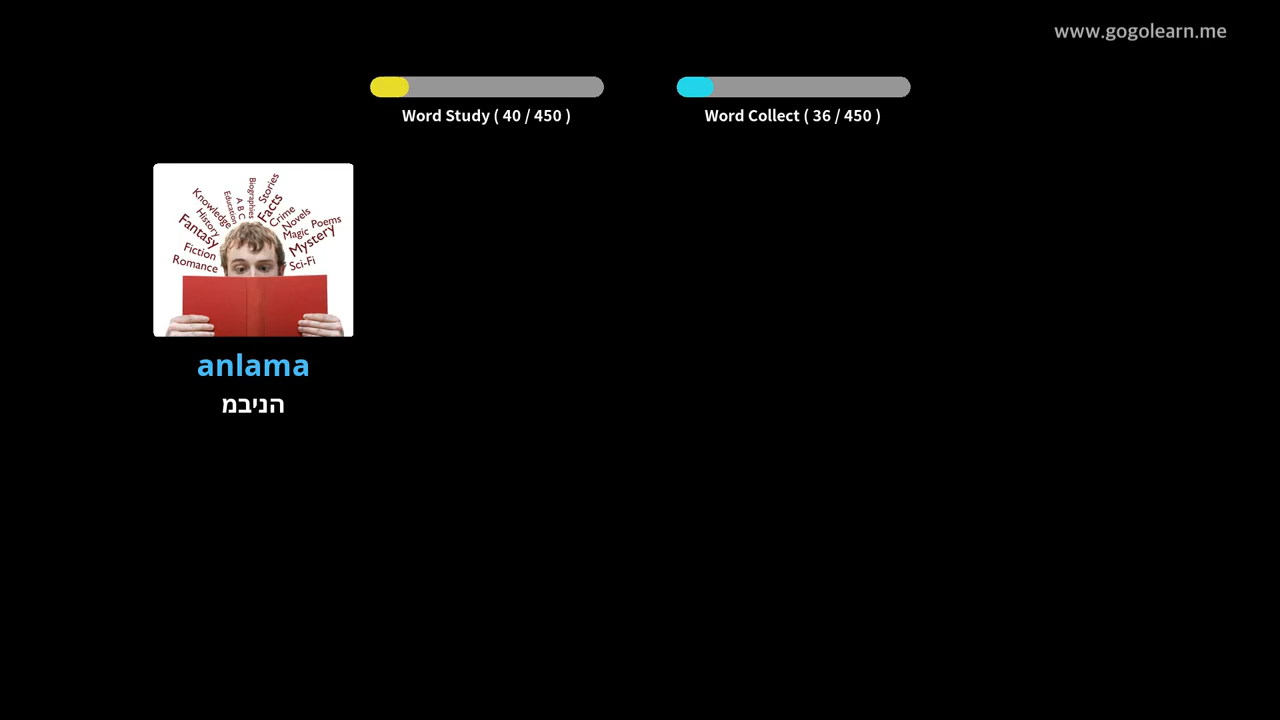 www.gogolearn.me
Word Study ( 40 / 450 )
Word Collect ( 36 / 450 )
Knowledge
History
Fantasy
Fiction
Romance
Education
A B C
Biographies
Stories
Facts
Crime
Novels
Magic
Poems
Mystery
Sci-Fi
anlama
הניבמ